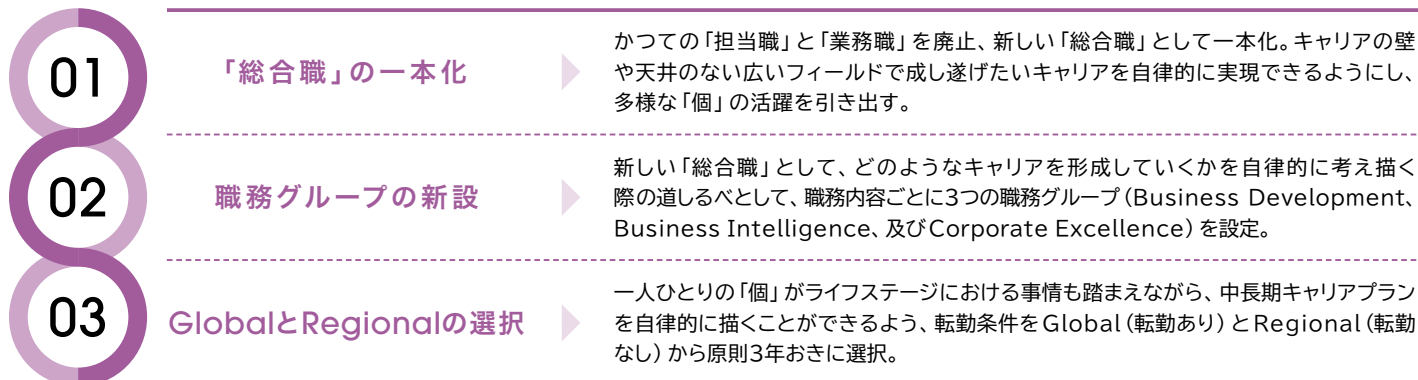 01
「総合職」の一本化
かつての「担当職」と「業務職」を廃止、新しい「総合職」として一本化。キャリアの壁
や天井のない広いフィールドで成し遂げたいキャリアを自律的に実現できるようにし、
多様な「個」の活躍を引き出す。
02
職務グループの新設
新しい「総合職」として、どのようなキャリアを形成していくかを自律的に考え描く
際の道しるべとして、職務内容ごとに3つの職務グループ(Business Development、
Business Intelligence、及びCorporate Excellence)を設定。
03
GlobalとRegionalの選択
一人ひとりの「個」がライフステージにおける事情も踏まえながら、中長期キャリアプラン
を自律的に描くことができるよう、転勤条件をGlobal(転勤あり)とRegional(転勤
なし)から原則3年おきに選択。